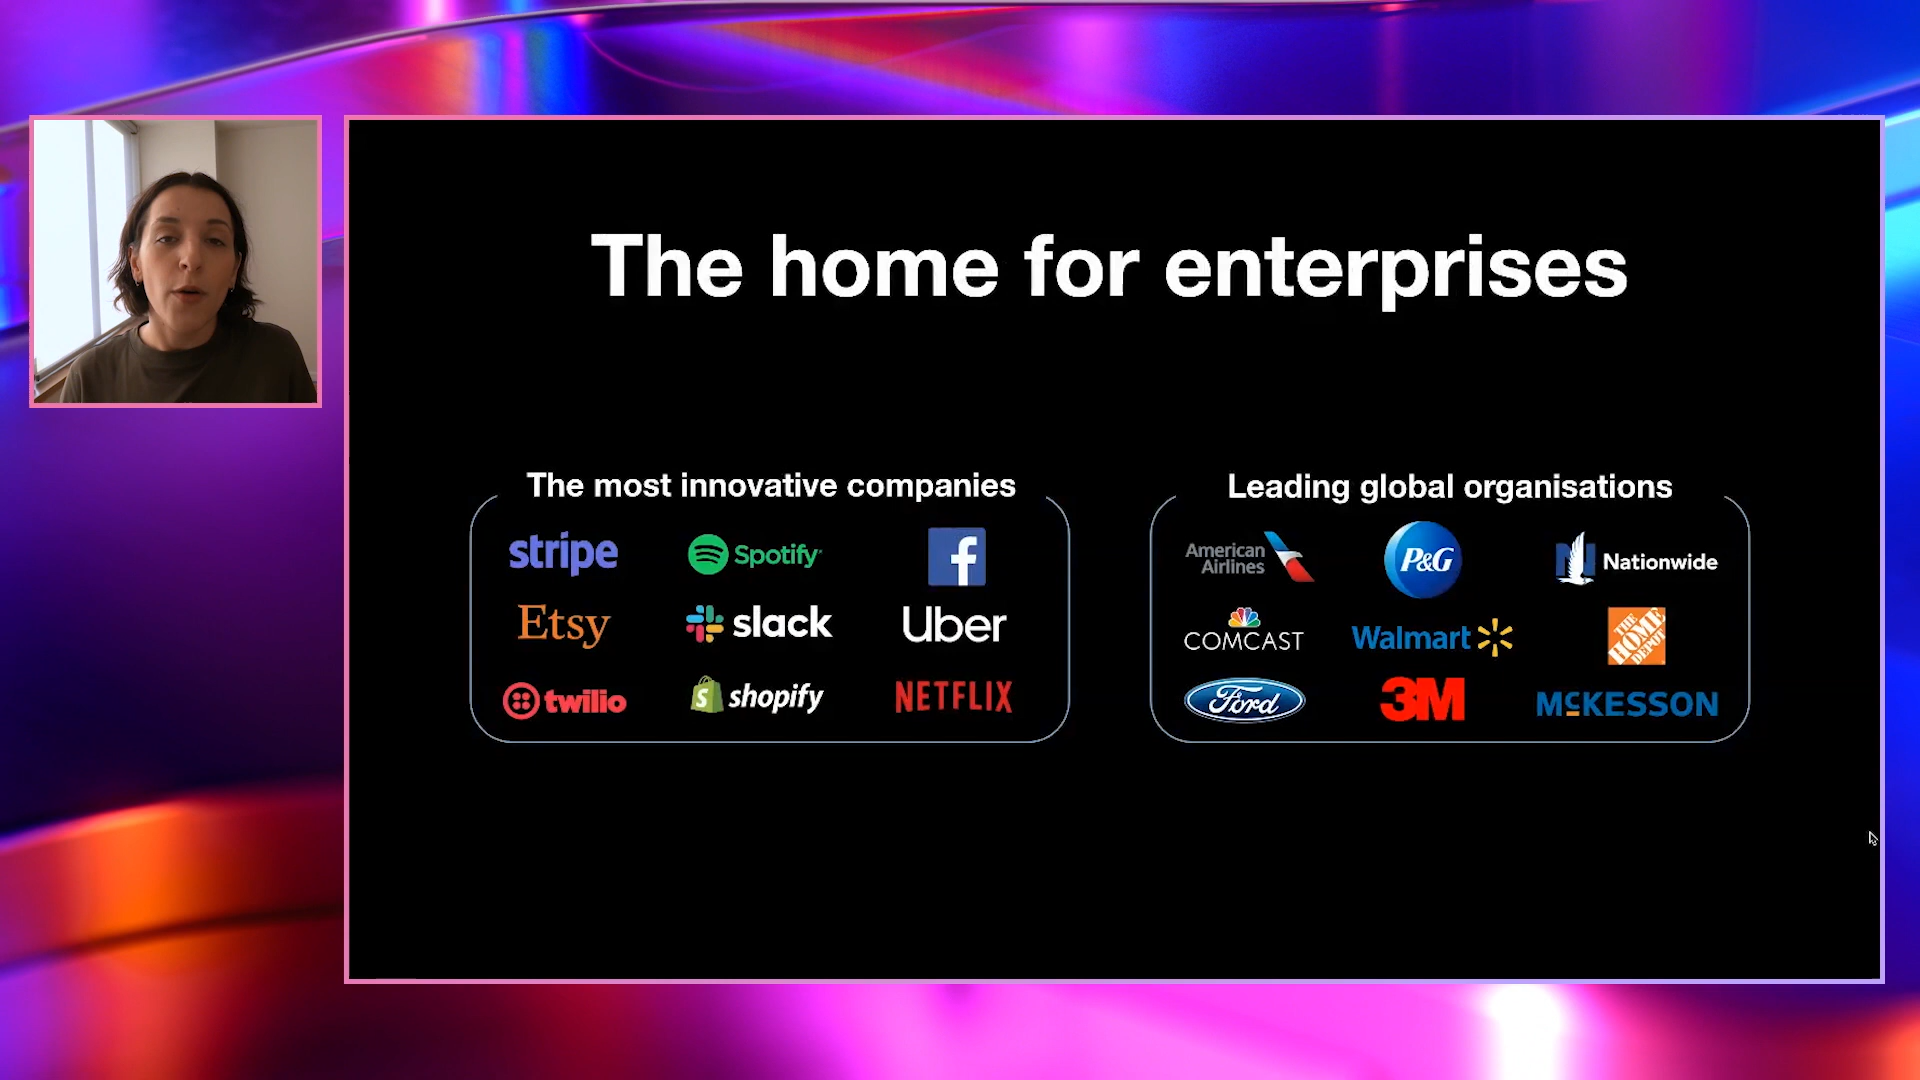 The home for enterprises
The most innovative companies
stripe
Spotify
f
Etsy
slack
Uber
twilio
S shopify
NETFLIX
Leading global organisations
American
Airlines
P&G
N Nationwide
COMCAST
Walmart
THE
HOME
DEPOT
Ford
3M
McKESSON